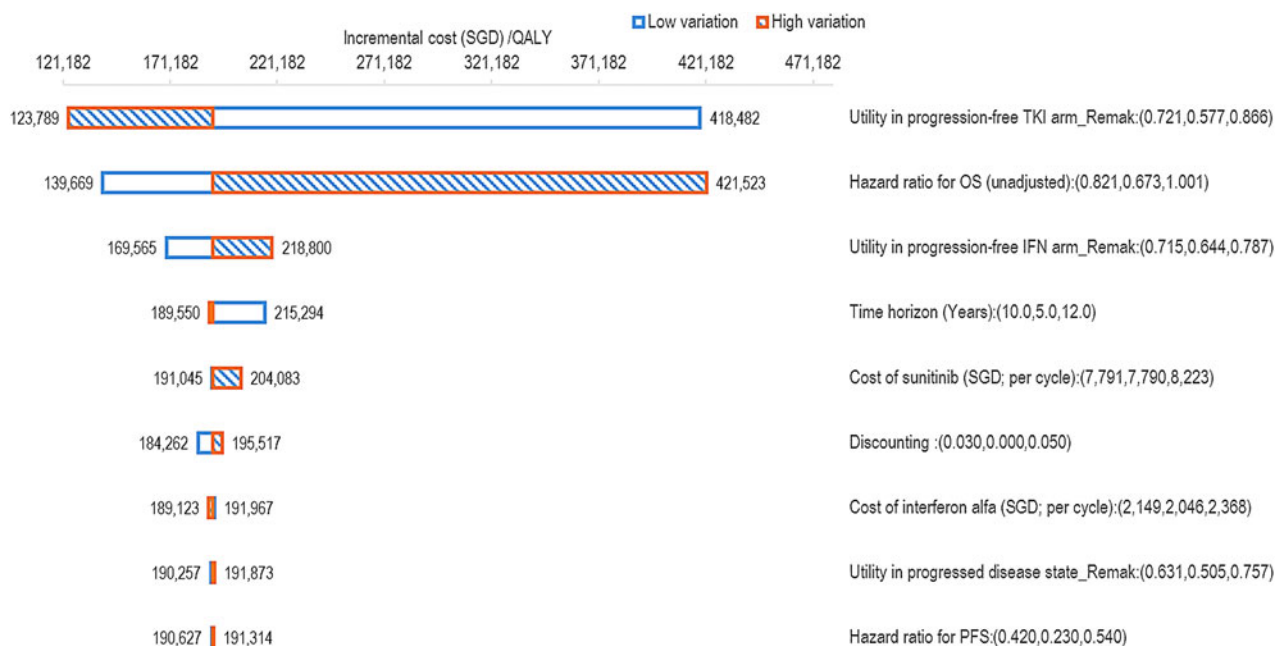 Low variation High variation
Incremental cost (SGD) /QALY
121,182 171,182 221,182 271,182 321,182 371,182 421,182 471,182
123,789 418,482 Utility in progression-free TKI arm_Remak:(0.721,0.577,0.866)
139,669 421,523 Hazard ratio for OS (unadjusted):(0.821,0.673,1.001)
169,565 218,800 Utility in progression-free IFN arm_Remak:(0.715,0.644,0.787)
189,550 215,294 Time horizon (Years):(10.0,5.0,12.0)
191,045 204,083 Cost of sunitinib (SGD; per cycle):(7,791,7,790,8,223)
184,262 195,517 Discounting :(0.030,0.000,0.050)
189,123 191,967 Cost of interferon alfa (SGD; per cycle):(2,149,2,046,2,368)
190,257 191,873 Utility in progressed disease state_Remak:(0.631,0.505,0.757)
190,627 191,314 Hazard ratio for PFS:(0.420,0.230,0.540)